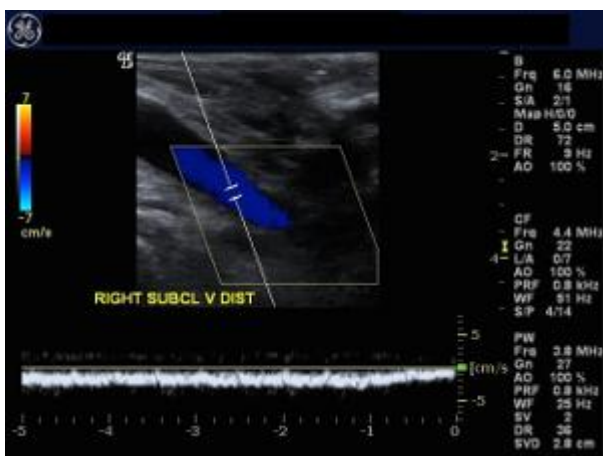 GE
7
-7
cm/s
2
4
RIGHT SUBCL V DIST
B
Frq 6.0 MHz
Gn 16
S/A 2/1
Map H/0/0
D 5.0 cm
DR 72
FR 9 Hz
AO 100 %
CF
Frq 4.4 MHz
Gn 22
L/A 0/7
AO 100 %
PRF 0.8 kHz
WF 61 Hz
S/P 4/14
PW
Frq 3.8 MHz
Gn 27
AO 100 %
PRF 0.8 kHz
WF 25 Hz
SV 2
DR 36
SVD 2.8 cm
5
[cm/s
-5
-5 -4 -3 -2 -1 0